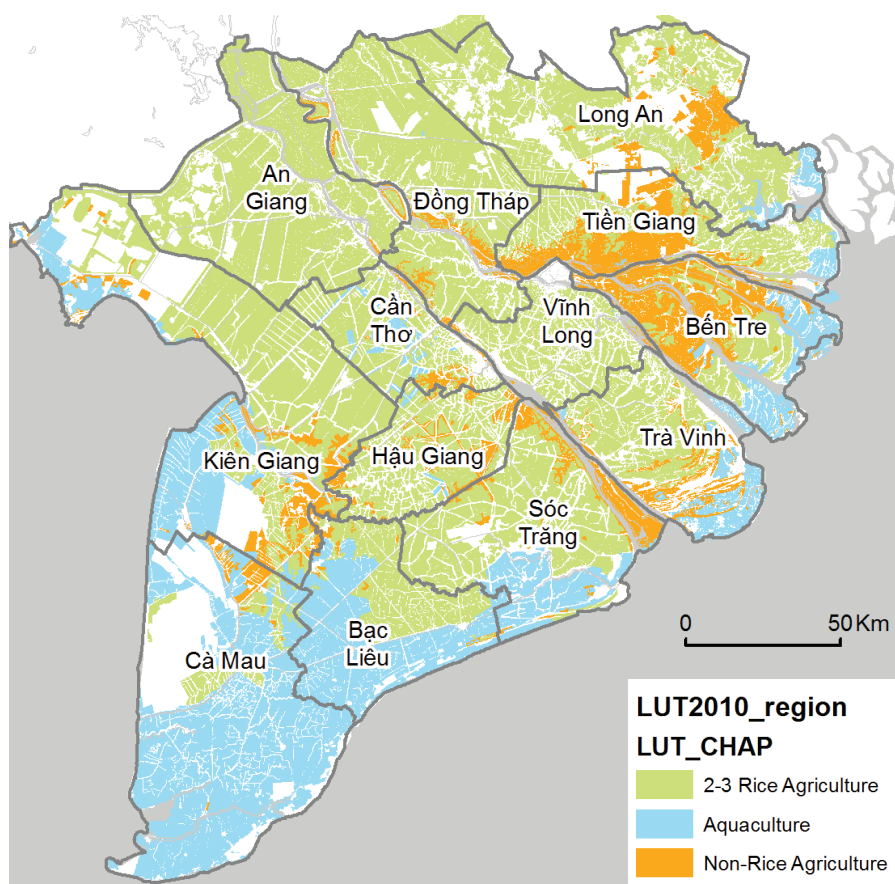 Long An
An
Giang
Đồng Tháp
Tiền Giang
Cần
Thơ
Vĩnh
Long
Bến Tre
Kiên Giang
Hậu Giang
Trà Vinh
Sóc
Trăng
Bạc
Liêu
Cà Mau
0 50 Km
LUT2010_region
LUT_CHAP
2-3 Rice Agriculture
Aquaculture
Non-Rice Agriculture